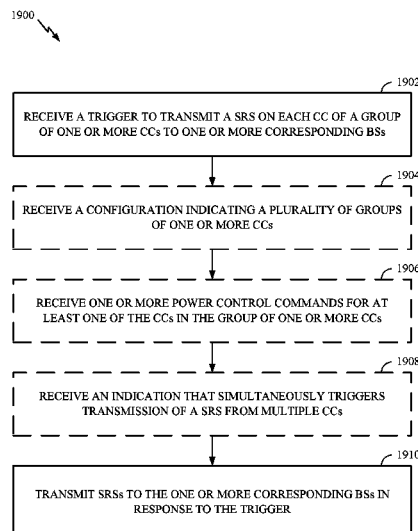 1900
1902
RECEIVE A TRIGGER TO TRANSMIT A SRS ON EACH CC OF A GROUP
OF ONE OR MORE CCs TO ONE OR MORE CORRESPONDING BSs
1904
RECEIVE A CONFIGURATION INDICATING A PLURALITY OF GROUPS
OF ONE OR MORE CCs
1906
RECEIVE ONE OR MORE POWER CONTROL COMMANDS FOR AT
LEAST ONE OF THE CCs IN THE GROUP OF ONE OR MORE CCs
1908
RECEIVE AN INDICATION THAT SIMULTANEOUSLY TRIGGERS
TRANSMISSION OF A SRS FROM MULTIPLE CCs
1910
TRANSMIT SRSs TO THE ONE OR MORE CORRESPONDING BSs IN
RESPONSE TO THE TRIGGER